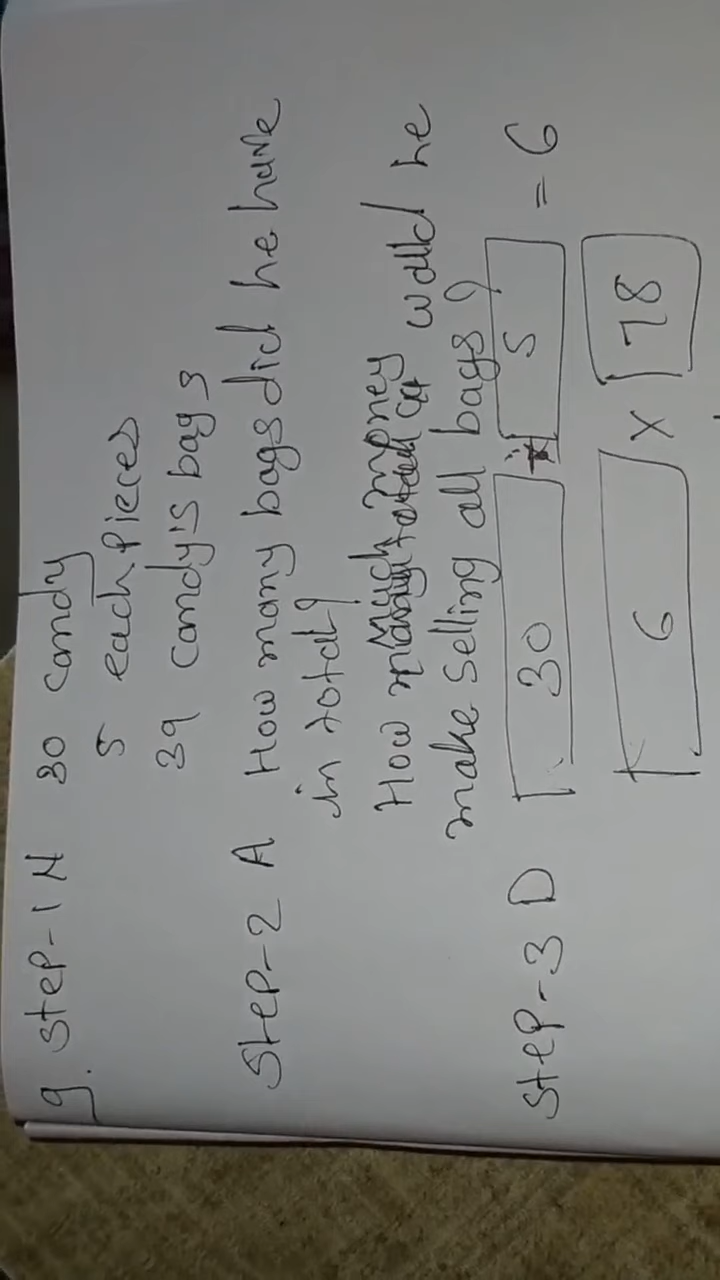 9. Step-1 N 30 candy
5 each pieces
39 candy's bags
Step-2 A How many bags did he have
in total?
How much money would he
make selling all bags?
Step-3 D 30 ÷ 5 = 6
6 × 78